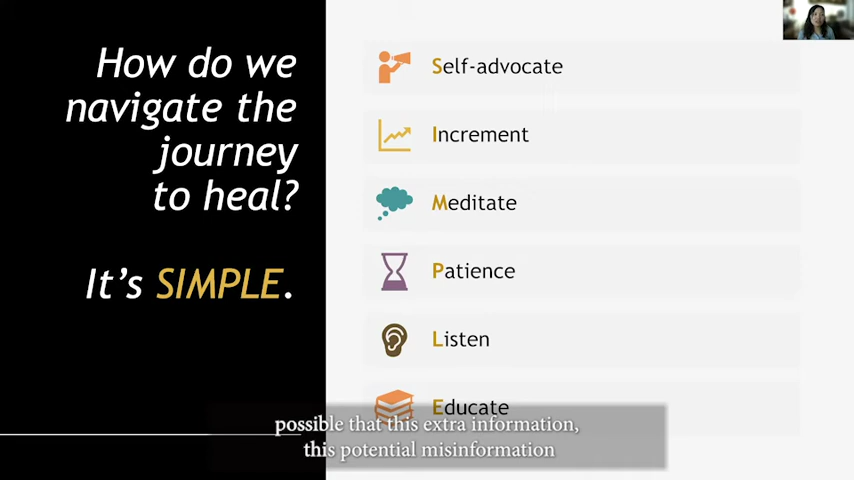 How do we
navigate the
journey
to heal?
It's SIMPLE.
Self-advocate
Increment
Meditate
Patience
Listen
Educate
possible that this extra information,
this potential misinformation